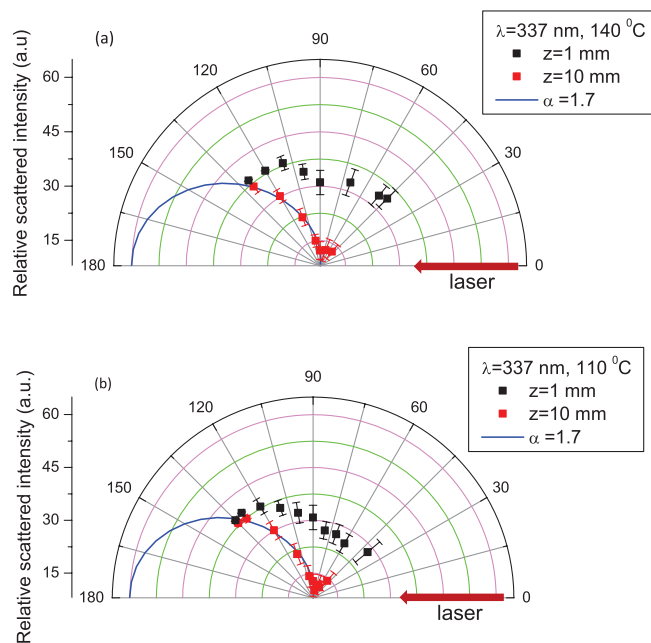 (a)
λ=337 nm, 140 ⁰C
z=1 mm
z=10 mm
α =1.7
Relative scattered intensity (a.u)
60
45
30
15
180
150
120
90
60
30
0
laser
(b)
λ=337 nm, 110 ⁰C
z=1 mm
z=10 mm
α =1.7
Relative scattered intensity (a.u.)
60
45
30
15
180
150
120
90
60
30
0
laser